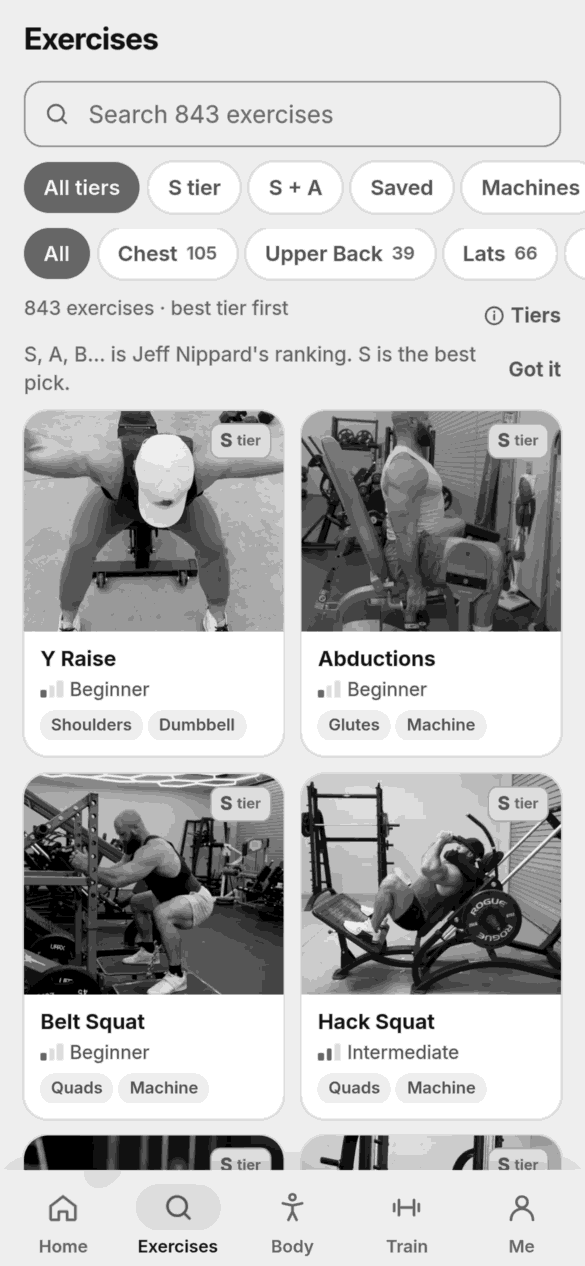 Exercises
Search 843 exercises
All tiers
S tier
S + A
Saved
Machines
All
Chest 105
Upper Back 39
Lats 66
843 exercises · best tier first
Tiers
S, A, B... is Jeff Nippard's ranking. S is the best
pick.
Got it
S tier
S tier
Y Raise
Abductions
Beginner
Beginner
Shoulders
Dumbbell
Glutes
Machine
S tier
S tier
ROGUE
ROGUE
45
Belt Squat
Hack Squat
Beginner
Intermediate
Quads
Machine
Quads
Machine
S tier
S tier
Home
Exercises
Body
Train
Me